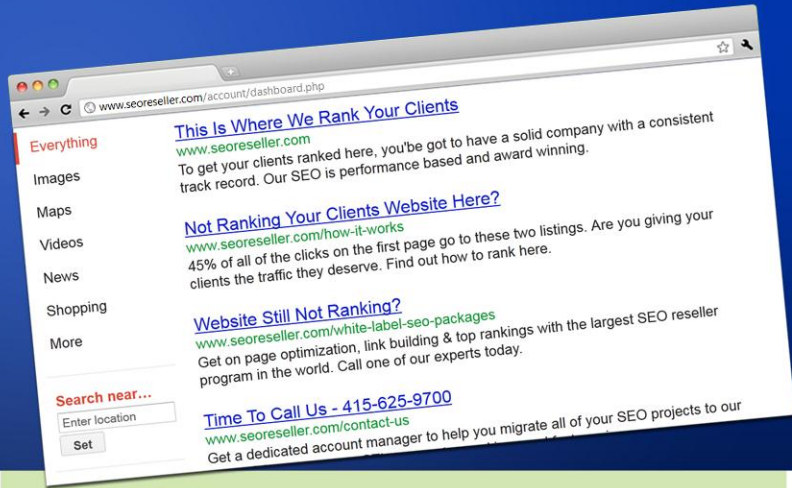 www.seoreseller.com/account/dashboard.php
Everything
Images
Maps
Videos
News
Shopping
More
Search near...
Enter location
Set
This Is Where We Rank Your Clients
www.seoreseller.com
To get your clients ranked here, you'be got to have a solid company with a consistent
track record. Our SEO is performance based and award winning.
Not Ranking Your Clients Website Here?
www.seoreseller.com/how-it-works
45% of all of the clicks on the first page go to these two listings. Are you giving your
clients the traffic they deserve. Find out how to rank here.
Website Still Not Ranking?
www.seoreseller.com/white-label-seo-packages
Get on page optimization, link building & top rankings with the largest SEO reseller
program in the world. Call one of our experts today.
Time To Call Us - 415-625-9700
www.seoreseller.com/contact-us
Get a dedicated account manager to help you migrate all of your SEO projects to our